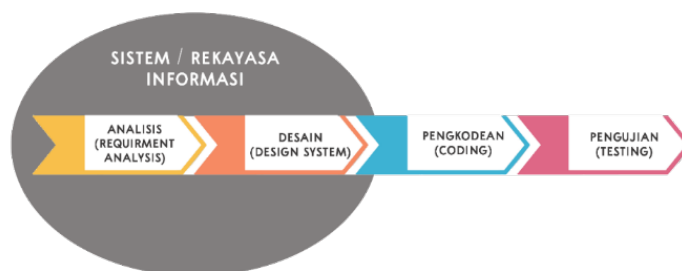 SISTEM / REKAYASA
INFORMASI
ANALISIS
(REQUIRMENT
ANALYSIS)
DESAIN
(DESIGN SYSTEM)
PENGKODEAN
(CODING)
PENGUJIAN
(TESTING)